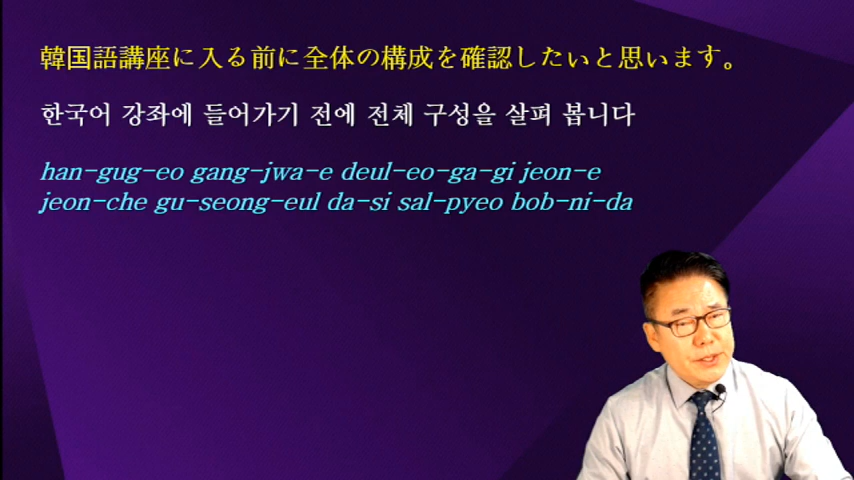 韓国語講座に入る前に全体の構成を確認したぃと思ぃます。
한국어 강좌에 들어가기 전에 전체 구성을 살펴 봅니다
han-gug-eo gang-jwa-e deul-eo-ga-gi jeon-e
jeon-che gu-seong-eul da-si sal-pyeo bob-ni-da